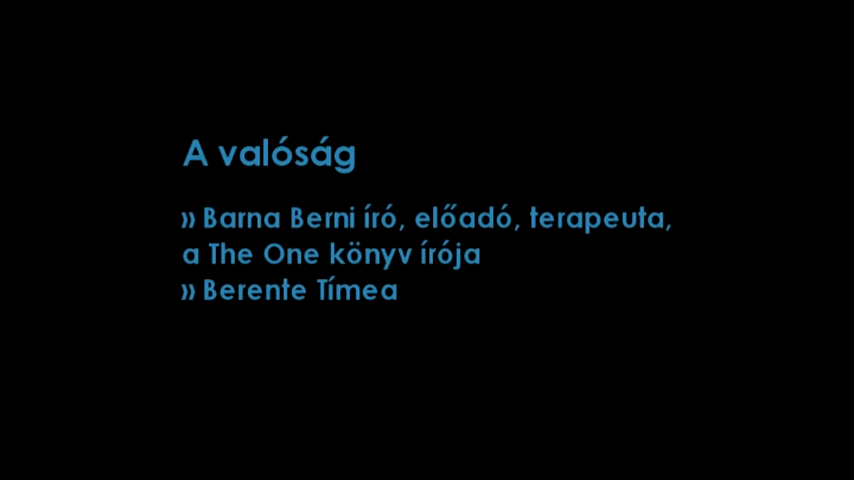 A valóság
» Barna Berni író, előadó, terapeuta,
a The One könyv írója
» Berente Tímea